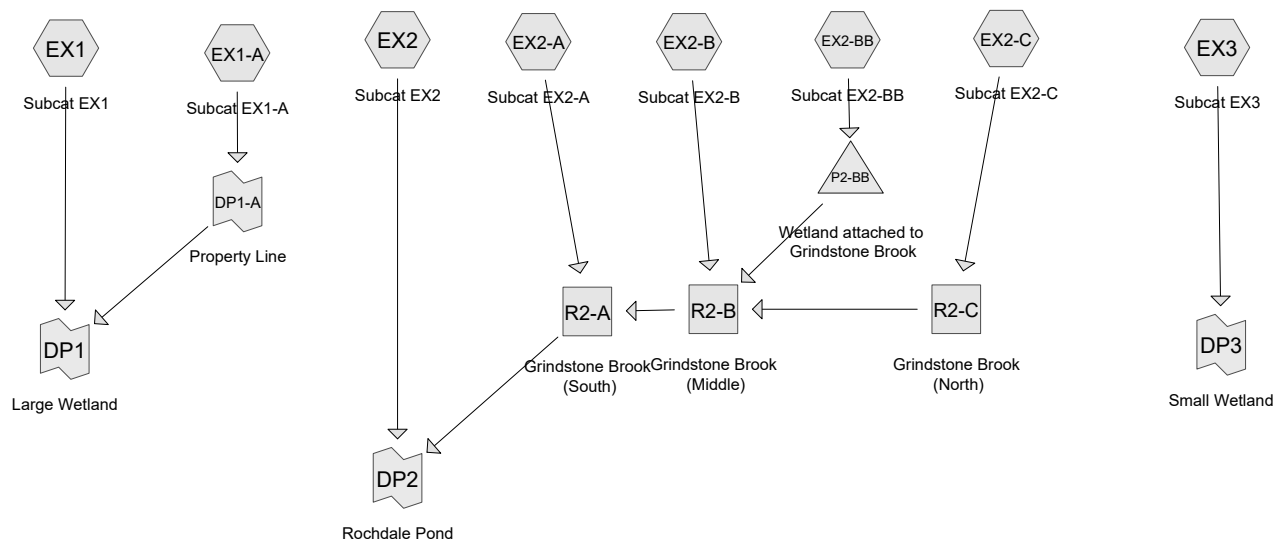 EX1
Subcat EX1
EX1-A
Subcat EX1-A
EX2
Subcat EX2
EX2-A
Subcat EX2-A
EX2-B
Subcat EX2-B
EX2-BB
Subcat EX2-BB
EX2-C
Subcat EX2-C
EX3
Subcat EX3
DP1-A
Property Line
P2-BB
Wetland attached to
Grindstone Brook
DP1
Large Wetland
R2-A
Grindstone Brook
(South)
R2-B
Grindstone Brook
(Middle)
R2-C
Grindstone Brook
(North)
DP3
Small Wetland
DP2
Rochdale Pond